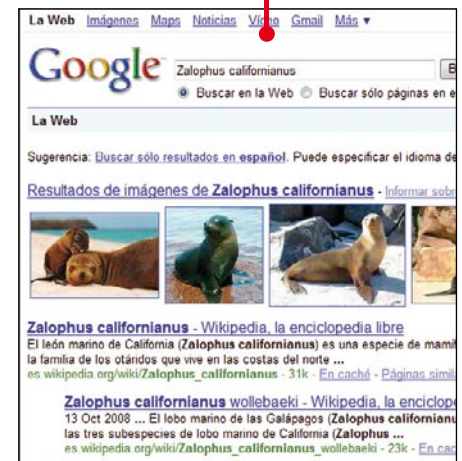 La Web Imágenes Maps Noticias Vídeo Gmail Más ▼
Google Zalophus californianus
Buscar en la Web Buscar sólo páginas en e
La Web
Sugerencia: Buscar sólo resultados en español. Puede especificar el idioma de
Resultados de imágenes de Zalophus californianus - Informar sobr
Zalophus californianus - Wikipedia, la enciclopedia libre
El león marino de California (Zalophus californianus) es una especie de mamíf
la familia de los otáridos que vive en las costas del norte ...
es.wikipedia.org/wiki/Zalophus_californianus - 31k - En caché - Páginas simila
Zalophus californianus wollebaeki - Wikipedia, la enciclope
13 Oct 2008 ... El lobo marino de las Galápagos (Zalophus californianu
las tres subespecies de lobo marino de California (Zalophus ...
es.wikipedia.org/wiki/Zalophus_californianus_wollebaeki - 23k - En cac